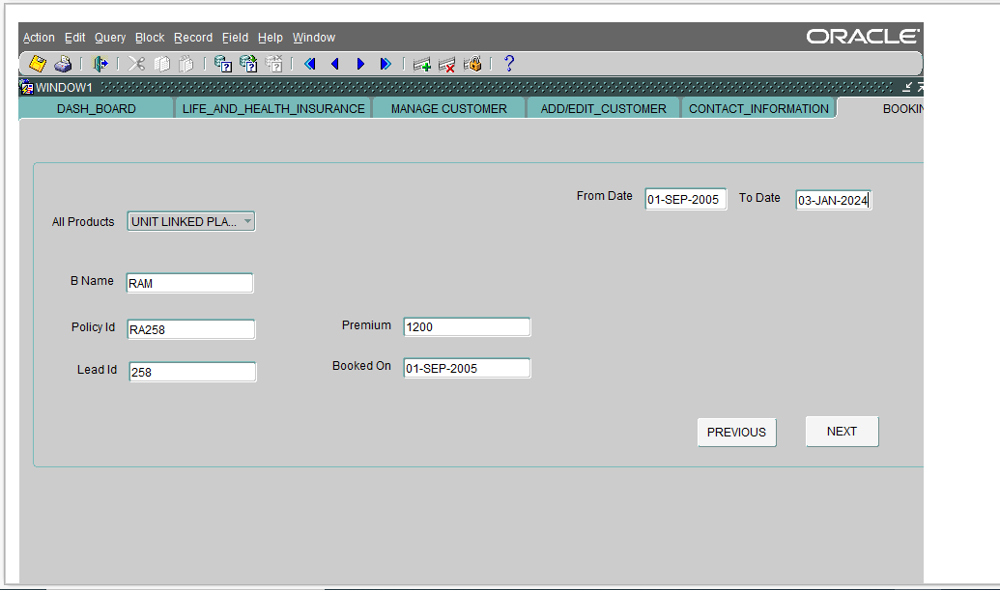 Action Edit Query Block Record Field Help Window
ORACLE
WINDOW1
DASH_BOARD LIFE_AND_HEALTH_INSURANCE MANAGE CUSTOMER ADD/EDIT_CUSTOMER CONTACT_INFORMATION BOOKIN
From Date 01-SEP-2005 To Date 03-JAN-2024
All Products UNIT LINKED PLA...
B Name RAM
Policy Id RA258 Premium 1200
Lead Id 258 Booked On 01-SEP-2005
PREVIOUS NEXT